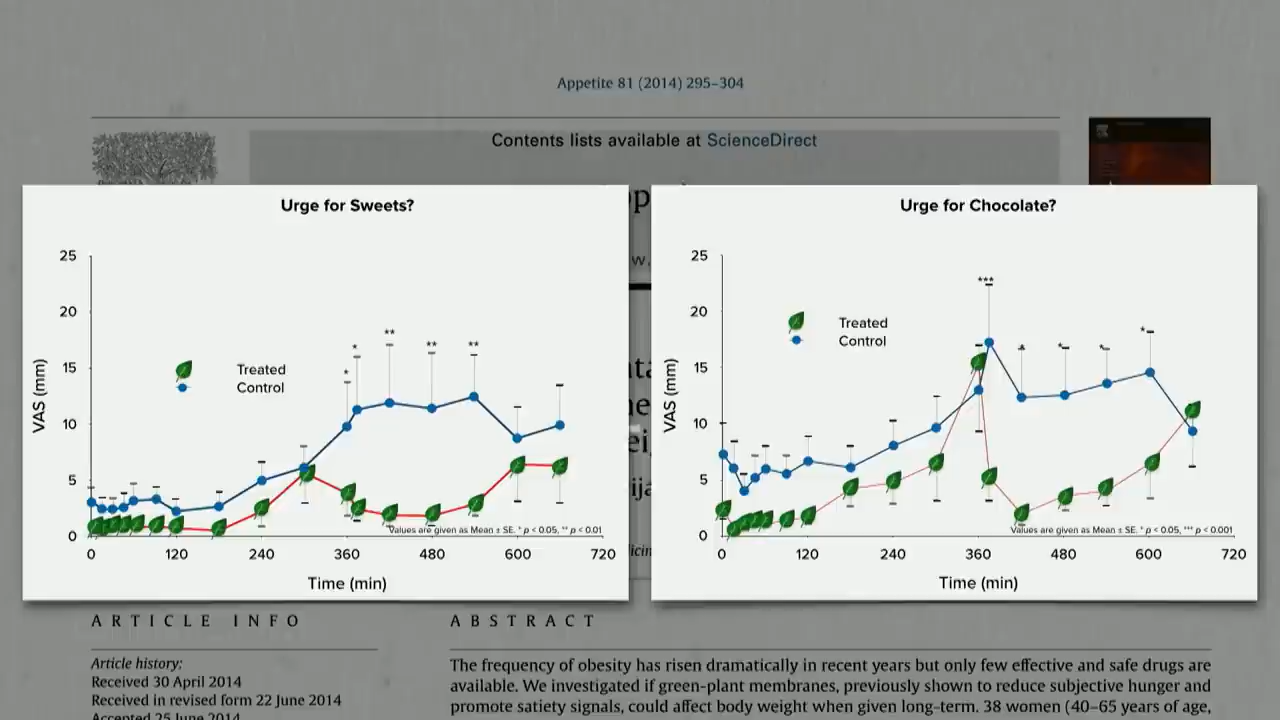 Appetite 81 (2014) 295–304
Contents lists available at ScienceDirect
Urge for Sweets?
25
20
15
10
5
0
VAS (mm)
Treated
Control
*
*
**
**
**
Values are given as Mean ± SE. * p < 0.05, ** p < 0.01
0 120 240 360 480 600 720
Time (min)
Urge for Chocolate?
25
20
15
10
5
0
VAS (mm)
Treated
Control
***
*
*
*
*
Values are given as Mean ± SE. * p < 0.05, *** p < 0.001
0 120 240 360 480 600 720
Time (min)
ARTICLE INFO
Article history:
Received 30 April 2014
Received in revised form 22 June 2014
Accepted 25 June 2014
ABSTRACT
The frequency of obesity has risen dramatically in recent years but only few effective and safe drugs are
available. We investigated if green-plant membranes, previously shown to reduce subjective hunger and
promote satiety signals, could affect body weight when given long-term. 38 women (40–65 years of age,